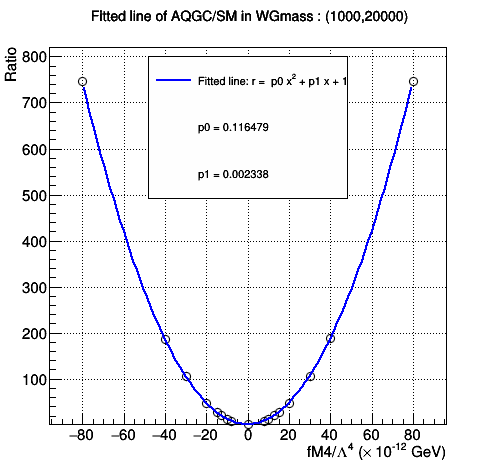 FItted line of AQGC/SM in WGmass : (1000,20000)
Ratio
800
700
600
500
400
300
200
100
Fitted line: r = p0 x² + p1 x + 1
p0 = 0.116479
p1 = 0.002338
−80 −60 −40 −20 0 20 40 60 80
fM4/Λ⁴ (× 10⁻¹² GeV)